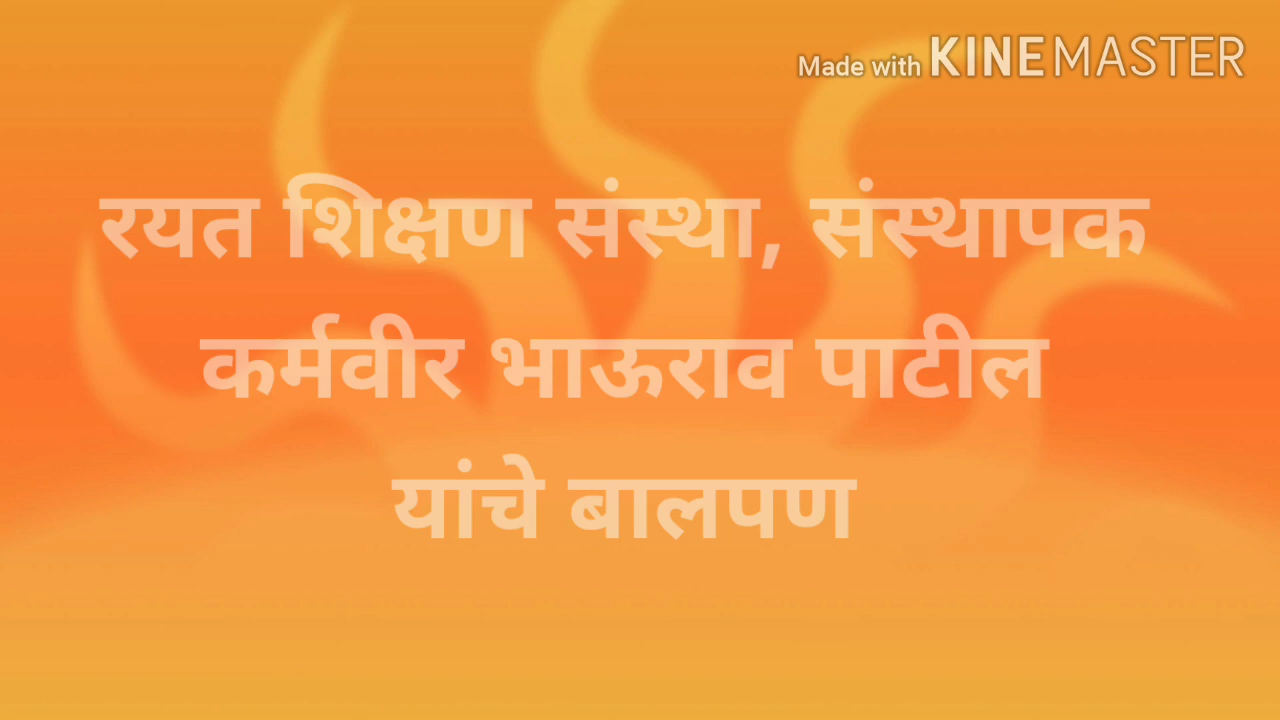 Made with KINEMASTER
रयत शिक्षण संस्था, संस्थापक
कर्मवीर भाऊराव पाटील
यांचे बालपण